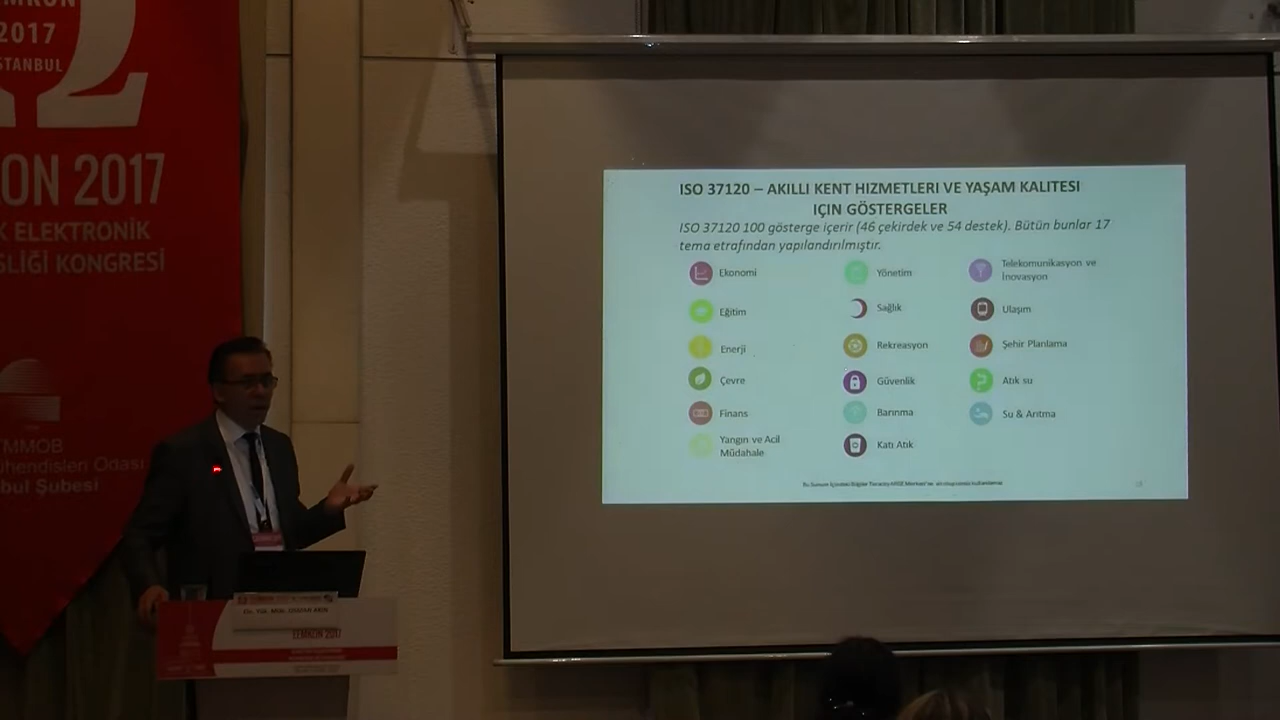 EMKON
2017
STANBUL
ON 2017
K ELEKTRONİK
SLİĞİ KONGRESİ
TMMOB
ühendisleri Odası
bul Şubesi
ISO 37120 – AKILLI KENT HIZMETLERI VE YAŞAM KALITESI
IÇIN GÖSTERGELER
ISO 37120 100 gösterge içerir (46 çekirdek ve 54 destek). Bütün bunlar 17
tema etrafından yapılandırılmıştır.
Ekonomi
Eğitim
Enerji
Çevre
Finans
Yangın ve Acil
Müdahale
Yönetim
Sağlık
Rekreasyon
Güvenlik
Barınma
Katı Atık
Telekomunikasyon ve
İnovasyon
Ulaşım
Şehir Planlama
Atık su
Su & Arıtma
EEMKON 2017